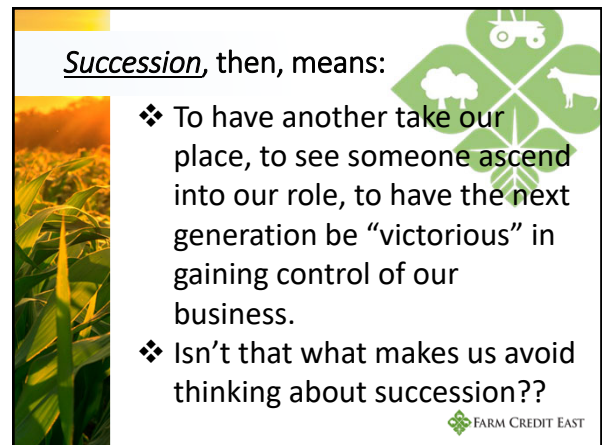 Succession, then, means:
❖ To have another take our
place, to see someone ascend
into our role, to have the next
generation be “victorious” in
gaining control of our
business.
❖ Isn’t that what makes us avoid
thinking about succession??
FARM CREDIT EAST